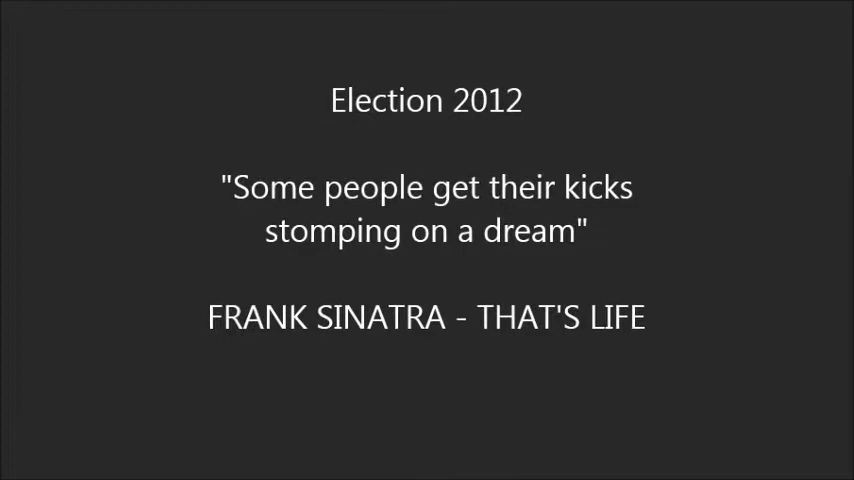 Election 2012
"Some people get their kicks
stomping on a dream"
FRANK SINATRA - THAT'S LIFE